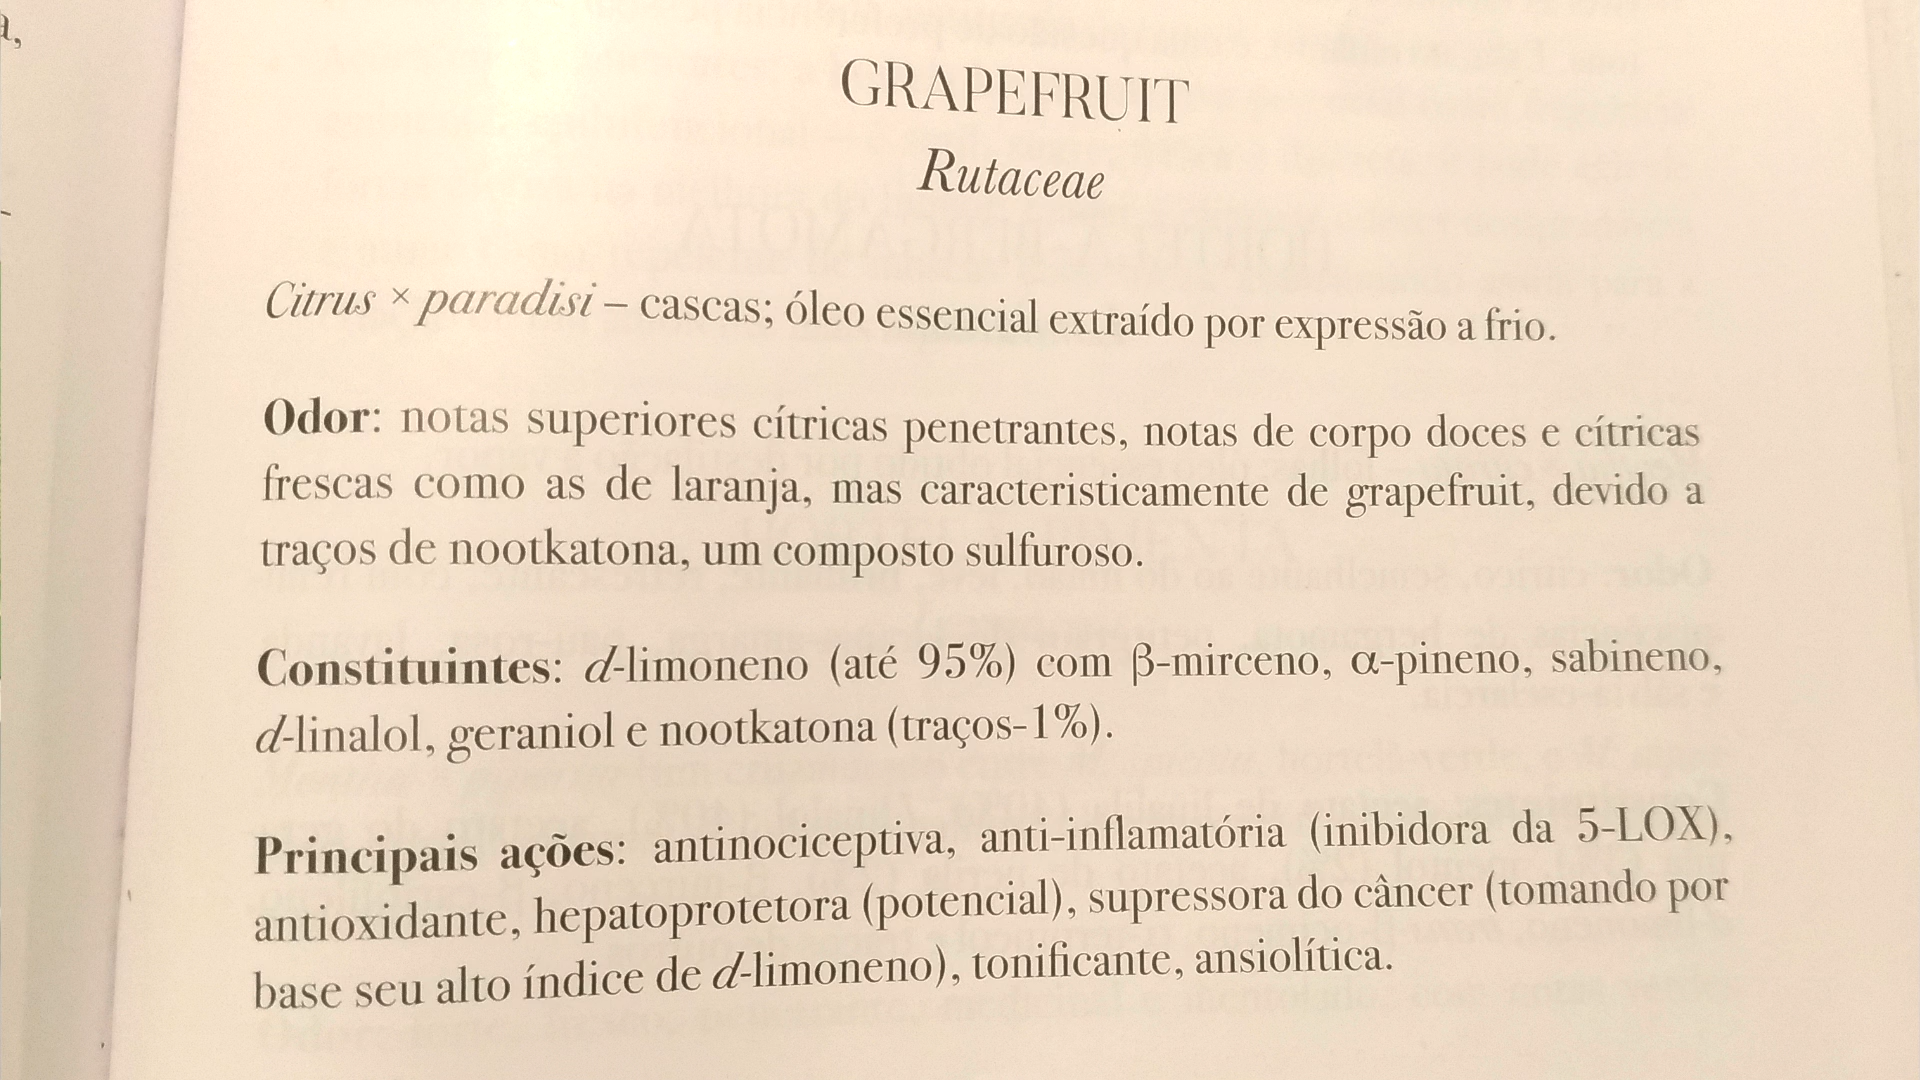 GRAPEFRUIT
Rutaceae
Citrus × paradisi – cascas; óleo essencial extraído por expressão a frio.
Odor: notas superiores cítricas penetrantes, notas de corpo doces e cítricas
frescas como as de laranja, mas caracteristicamente de grapefruit, devido a
traços de nootkatona, um composto sulfuroso.
Constituintes: d-limoneno (até 95%) com β-mirceno, α-pineno, sabineno,
d-linalol, geraniol e nootkatona (traços-1%).
Principais ações: antinociceptiva, anti-inflamatória (inibidora da 5-LOX),
antioxidante, hepatoprotetora (potencial), supressora do câncer (tomando por
base seu alto índice de d-limoneno), tonificante, ansiolítica.